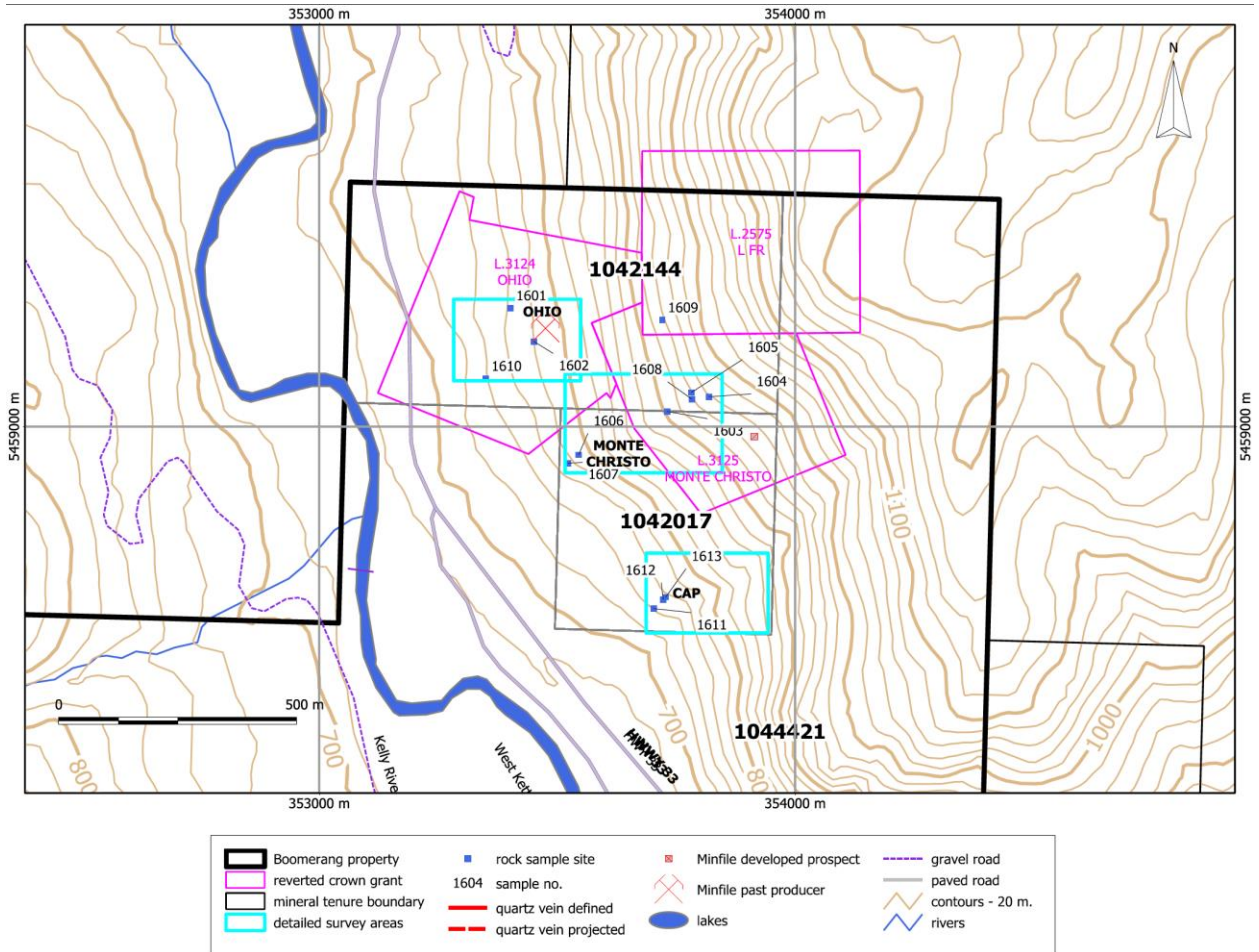 353000 m
354000 m
N
L.2575
L FR
L.3124
OHIO
1042144
1601
OHIO
1609
1605
1610
1602
1608
1604
5459000 m
5459000 m
1606
1603
MONTE
CHRISTO
L.3125
MONTE CHRISTO
1607
1100
1042017
1613
1612
CAP
1611
0
500 m
700
1044421
700
1000
800
800
Kelly Rive
West Kett
353000 m
354000 m
Boomerang property
reverted crown grant
mineral tenure boundary
detailed survey areas
rock sample site
1604 sample no.
quartz vein defined
quartz vein projected
Minfile developed prospect
Minfile past producer
lakes
gravel road
paved road
contours - 20 m.
rivers